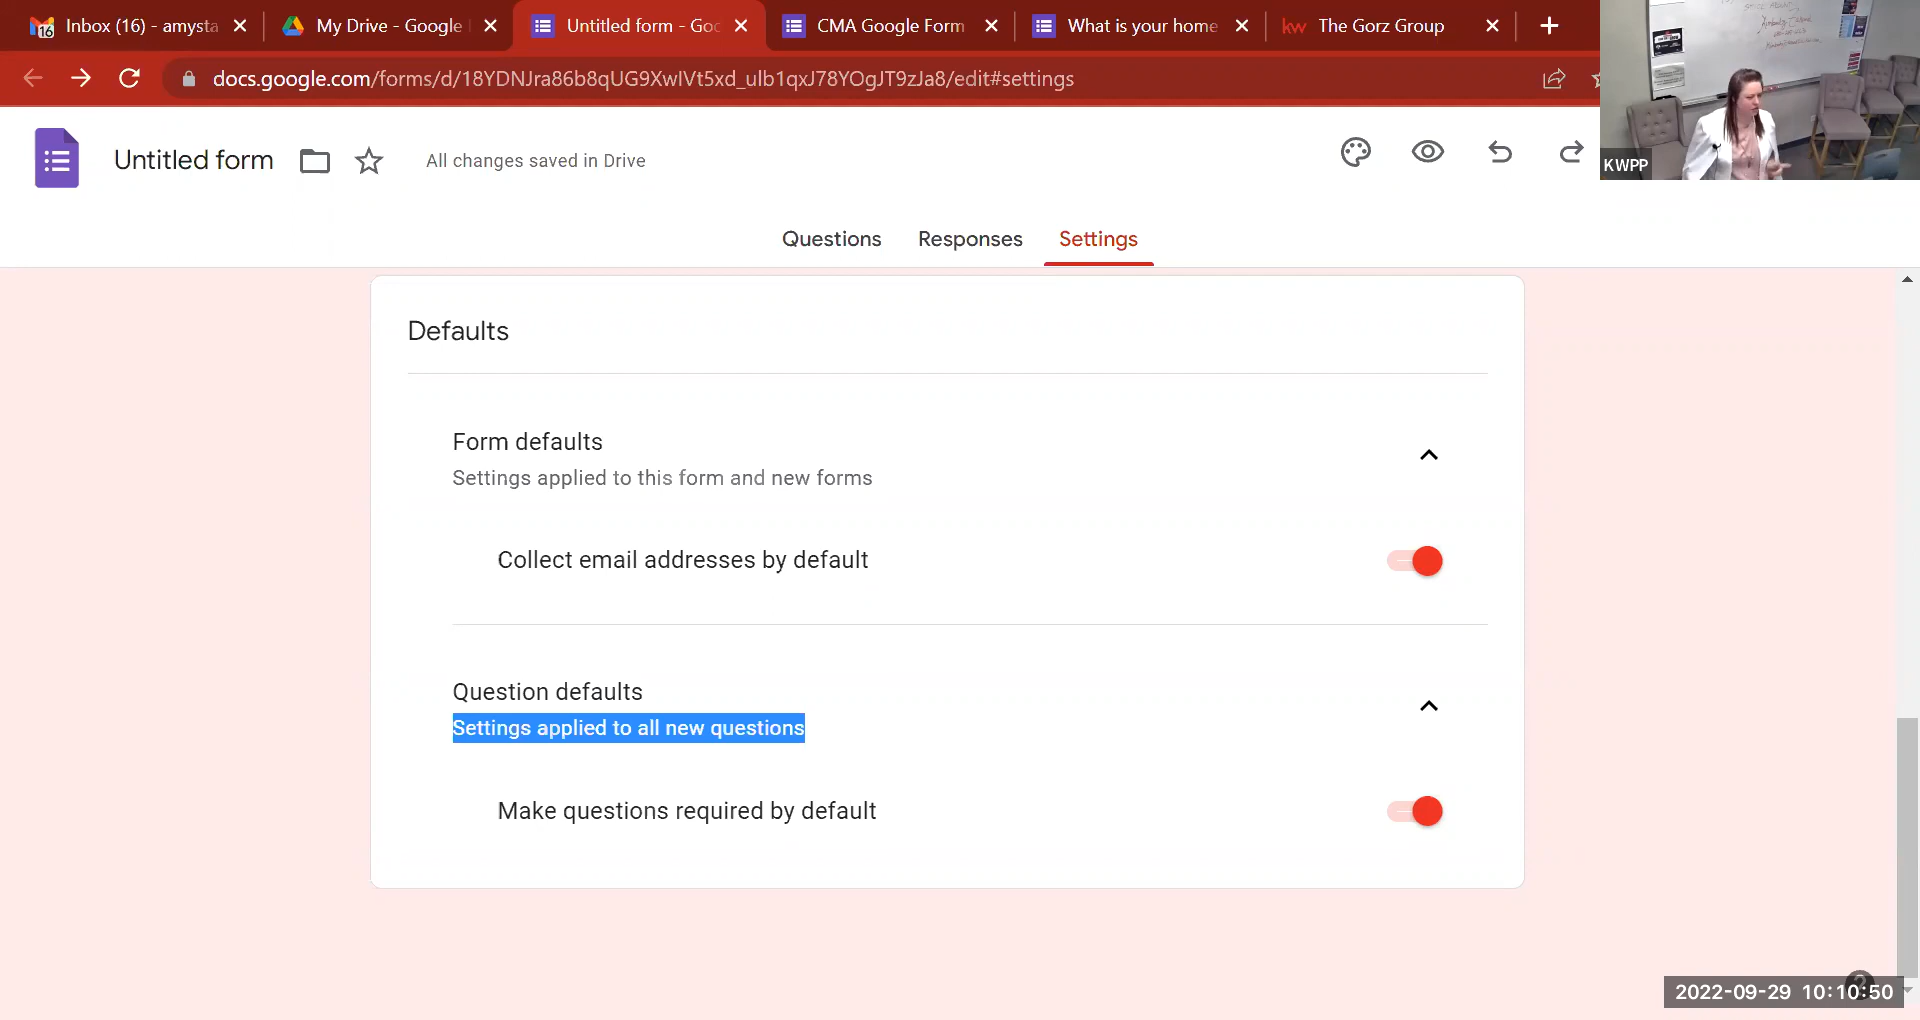 Inbox (16) - amysta
My Drive - Google
Untitled form - Goo
CMA Google Form
What is your home
kw The Gorz Group
docs.google.com/forms/d/18YDNJra86b8qUG9XwIVt5xd_ulb1qxJ78YOgJT9zJa8/edit#settings
KWPP
Untitled form
All changes saved in Drive
Questions
Responses
Settings
Defaults
Form defaults
Settings applied to this form and new forms
Collect email addresses by default
Question defaults
Settings applied to all new questions
Make questions required by default
2022-09-29 10:10:50